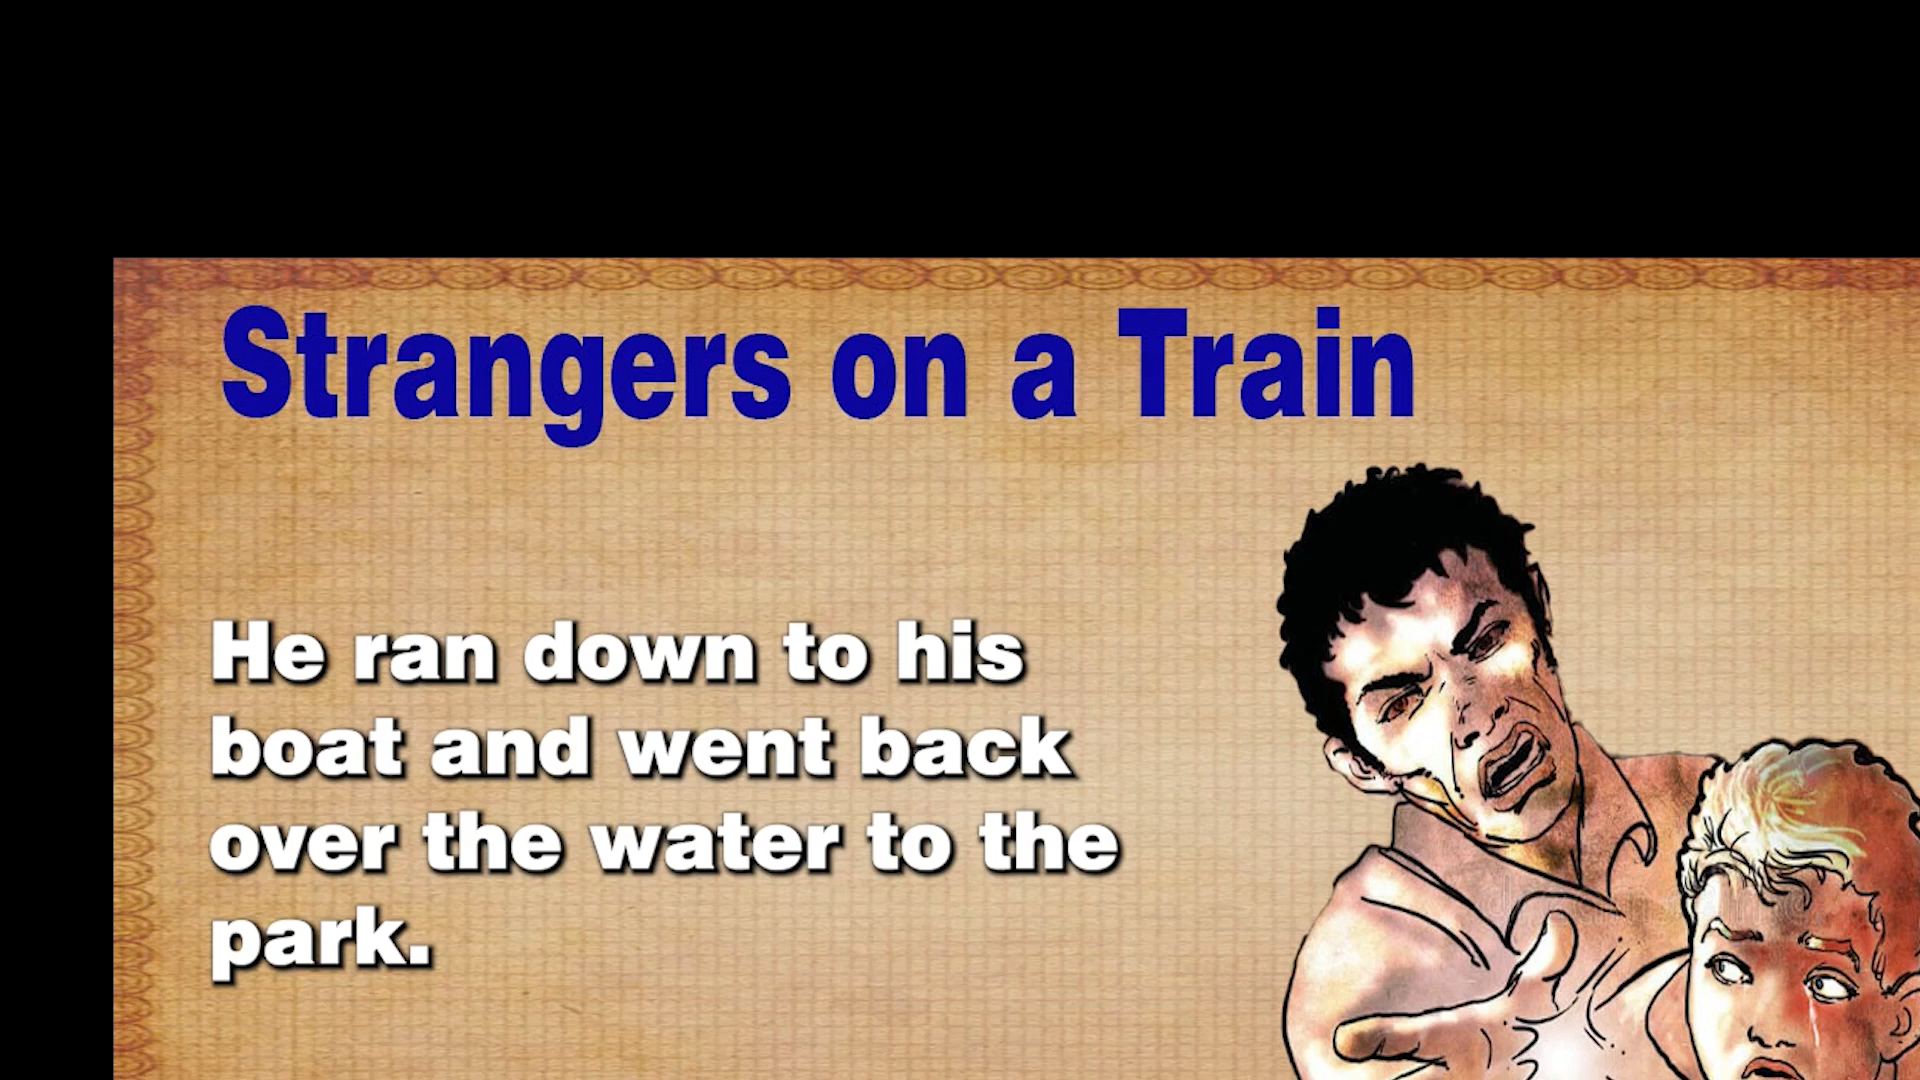 Strangers on a Train
He ran down to his
boat and went back
over the water to the
park.